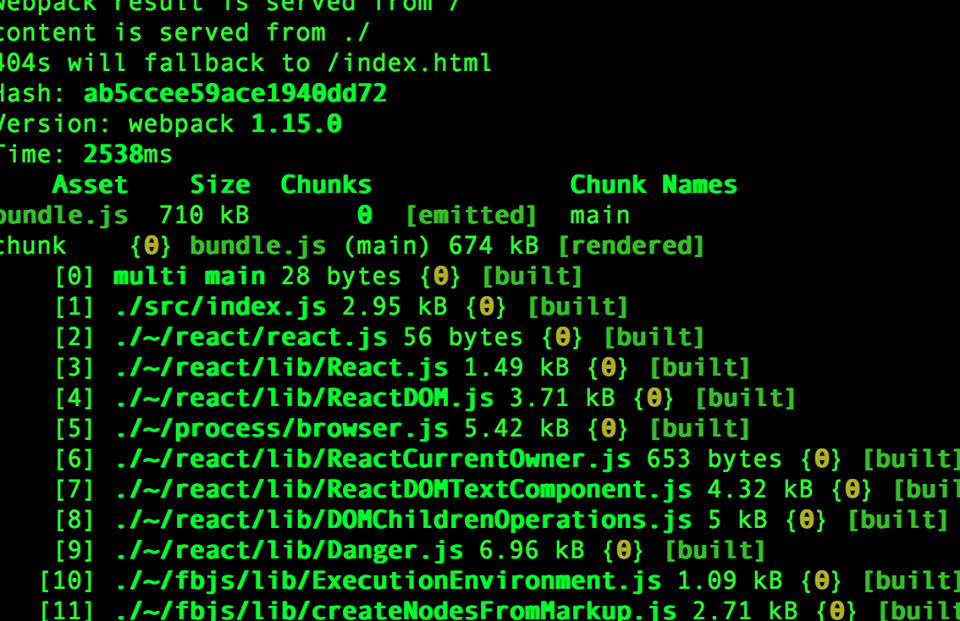 webpack result is served from /
content is served from ./
404s will fallback to /index.html
Hash: ab5ccee59ace1940dd72
Version: webpack 1.15.0
Time: 2538ms
Asset Size Chunks Chunk Names
bundle.js 710 kB 0 [emitted] main
chunk {0} bundle.js (main) 674 kB [rendered]
[0] multi main 28 bytes {0} [built]
[1] ./src/index.js 2.95 kB {0} [built]
[2] ./~/react/react.js 56 bytes {0} [built]
[3] ./~/react/lib/React.js 1.49 kB {0} [built]
[4] ./~/react/lib/ReactDOM.js 3.71 kB {0} [built]
[5] ./~/process/browser.js 5.42 kB {0} [built]
[6] ./~/react/lib/ReactCurrentOwner.js 653 bytes {0} [built]
[7] ./~/react/lib/ReactDOMTextComponent.js 4.32 kB {0} [buil
[8] ./~/react/lib/DOMChildrenOperations.js 5 kB {0} [built]
[9] ./~/react/lib/Danger.js 6.96 kB {0} [built]
[10] ./~/fbjs/lib/ExecutionEnvironment.js 1.09 kB {0} [built]
[11] ./~/fbjs/lib/createNodesFromMarkup.js 2.71 kB {0} [built